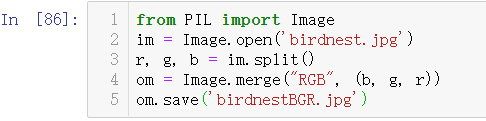 In [86]:
1 from PIL import Image
2 im = Image.open('birdnest.jpg')
3 r, g, b = im.split()
4 om = Image.merge("RGB", (b, g, r))
5 om.save('birdnestBGR.jpg')